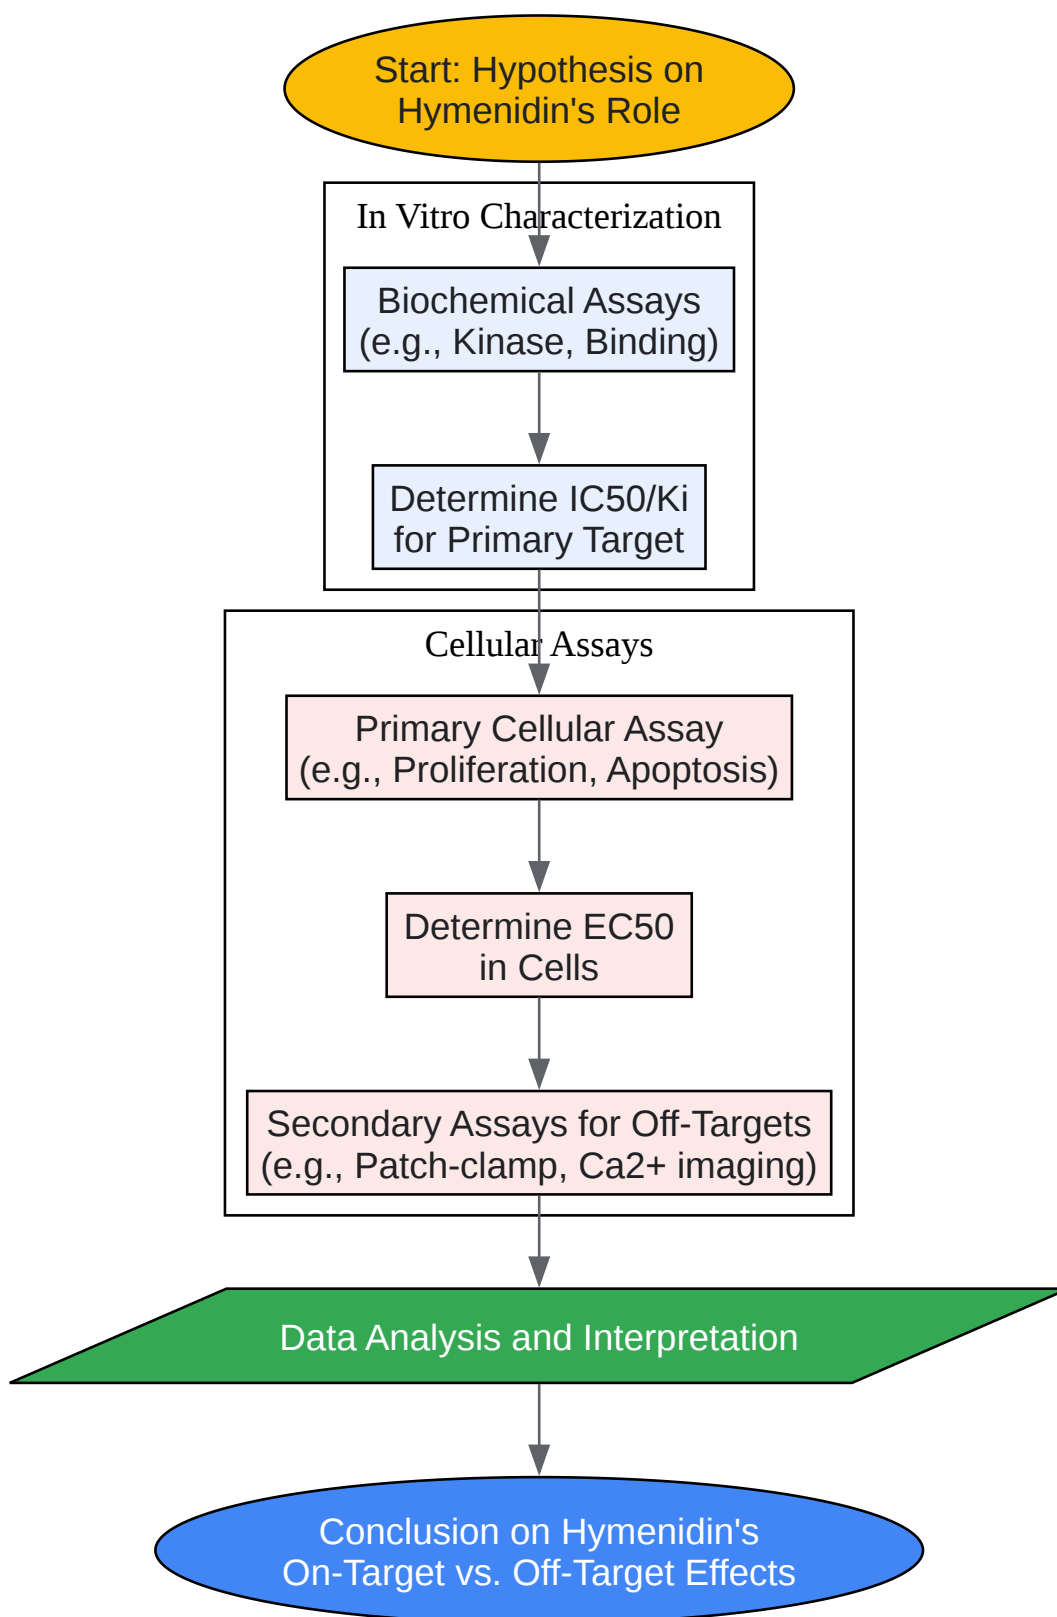 Start: Hypothesis on
Hymenidin's Role
In Vitro Characterization
Biochemical Assays
(e.g., Kinase, Binding)
Determine IC50/Ki
for Primary Target
Cellular Assays
Primary Cellular Assay
(e.g., Proliferation, Apoptosis)
Determine EC50
in Cells
Secondary Assays for Off-Targets
(e.g., Patch-clamp, Ca2+ imaging)
Data Analysis and Interpretation
Conclusion on Hymenidin's
On-Target vs. Off-Target Effects